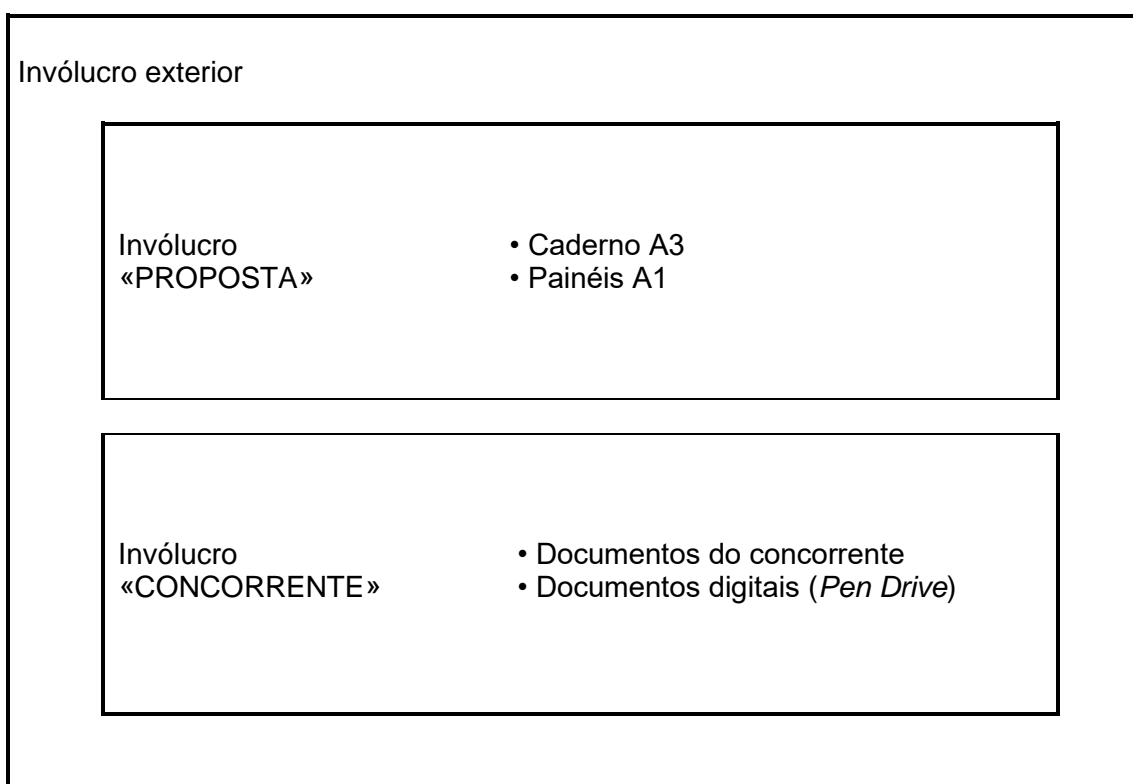 Invólucro exterior
Invólucro
«PROPOSTA»
• Caderno A3
• Painéis A1
Invólucro
«CONCORRENTE»
• Documentos do concorrente
• Documentos digitais (Pen Drive)